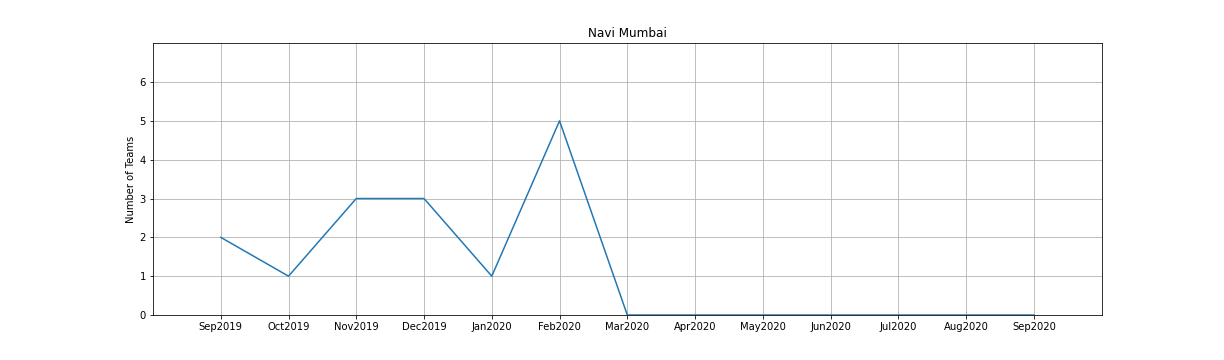 Navi Mumbai
Number of Teams
6
5
4
3
2
1
0
Sep2019 Oct2019 Nov2019 Dec2019 Jan2020 Feb2020 Mar2020 Apr2020 May2020 Jun2020 Jul2020 Aug2020 Sep2020